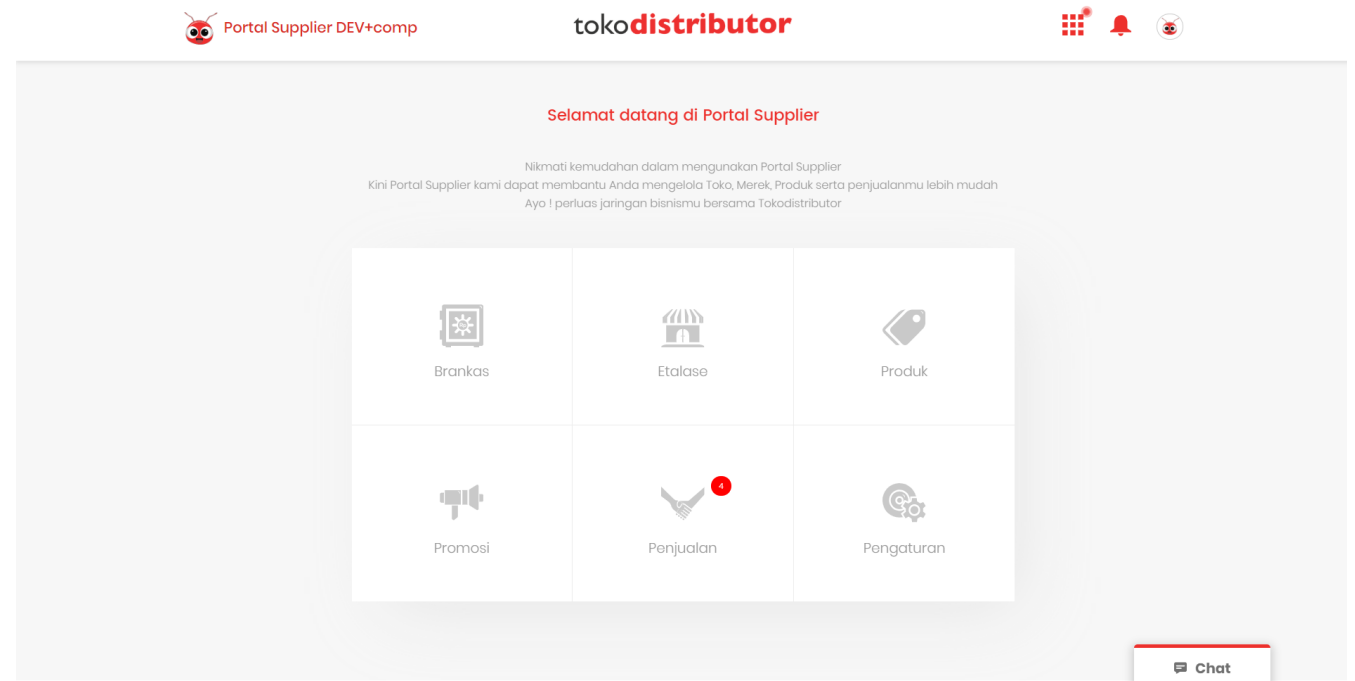 Portal Supplier DEV+comp
tokodistributor
Selamat datang di Portal Supplier
Nikmati kemudahan dalam mengunakan Portal Supplier
Kini Portal Supplier kami dapat membantu Anda mengelola Toko, Merek, Produk serta penjualanmu lebih mudah
Ayo ! perluas jaringan bisnismu bersama Tokodistributor
Brankas
Etalase
Produk
4
Promosi
Penjualan
Pengaturan
Chat